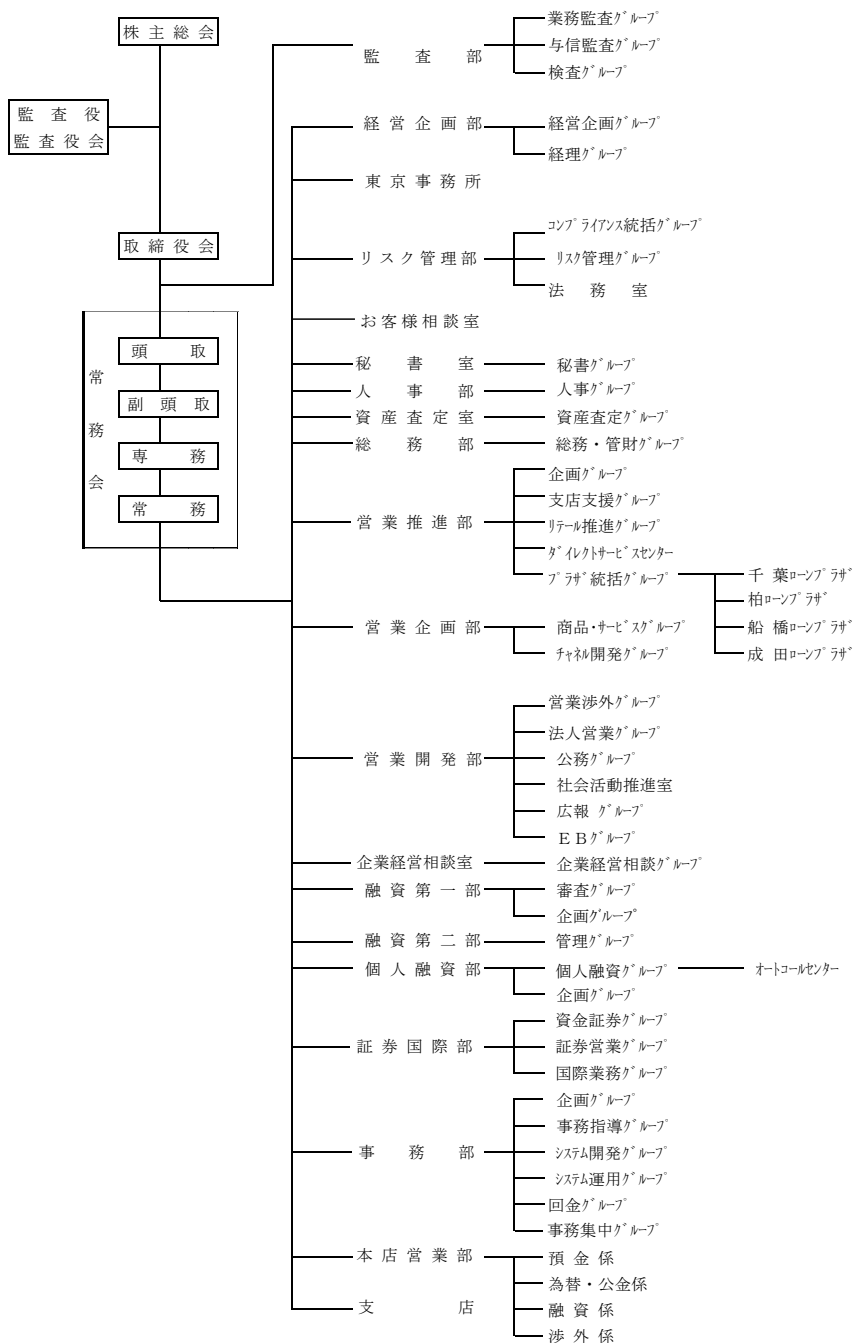 株主総会
監査役
監査役会
取締役会
常務会
頭取
副頭取
専務
常務
監査部
業務監査ｸﾞﾙｰﾌﾟ
与信監査ｸﾞﾙｰﾌﾟ
検査ｸﾞﾙｰﾌﾟ
経営企画部
経営企画ｸﾞﾙｰﾌﾟ
経理ｸﾞﾙｰﾌﾟ
東京事務所
リスク管理部
ｺﾝﾌﾟﾗｲｱﾝｽ統括ｸﾞﾙｰﾌﾟ
ﾘｽｸ管理ｸﾞﾙｰﾌﾟ
法務室
お客様相談室
秘書室
秘書ｸﾞﾙｰﾌﾟ
人事部
人事ｸﾞﾙｰﾌﾟ
資産査定室
資産査定ｸﾞﾙｰﾌﾟ
総務部
総務・管財ｸﾞﾙｰﾌﾟ
営業推進部
企画ｸﾞﾙｰﾌﾟ
支店支援ｸﾞﾙｰﾌﾟ
ﾘﾃｰﾙ推進ｸﾞﾙｰﾌﾟ
ﾀﾞｲﾚｸﾄｻｰﾋﾞｽｾﾝﾀｰ
ﾌﾟﾗｻﾞ統括ｸﾞﾙｰﾌﾟ
千葉ﾛｰﾝﾌﾟﾗｻﾞ
柏ﾛｰﾝﾌﾟﾗｻﾞ
船橋ﾛｰﾝﾌﾟﾗｻﾞ
成田ﾛｰﾝﾌﾟﾗｻﾞ
営業企画部
商品・ｻｰﾋﾞｽｸﾞﾙｰﾌﾟ
ﾁｬﾈﾙ開発ｸﾞﾙｰﾌﾟ
営業開発部
営業渉外ｸﾞﾙｰﾌﾟ
法人営業ｸﾞﾙｰﾌﾟ
公務ｸﾞﾙｰﾌﾟ
社会活動推進室
広報 ｸﾞﾙｰﾌﾟ
ＥＢｸﾞﾙｰﾌﾟ
企業経営相談室
企業経営相談ｸﾞﾙｰﾌﾟ
融資第一部
審査ｸﾞﾙｰﾌﾟ
企画ｸﾞﾙｰﾌﾟ
融資第二部
管理ｸﾞﾙｰﾌﾟ
個人融資部
個人融資ｸﾞﾙｰﾌﾟ
ｵｰﾄｺｰﾙｾﾝﾀｰ
企画ｸﾞﾙｰﾌﾟ
証券国際部
資金証券ｸﾞﾙｰﾌﾟ
証券営業ｸﾞﾙｰﾌﾟ
国際業務ｸﾞﾙｰﾌﾟ
事務部
企画ｸﾞﾙｰﾌﾟ
事務指導ｸﾞﾙｰﾌﾟ
ｼｽﾃﾑ開発ｸﾞﾙｰﾌﾟ
ｼｽﾃﾑ運用ｸﾞﾙｰﾌﾟ
回金ｸﾞﾙｰﾌﾟ
事務集中ｸﾞﾙｰﾌﾟ
本店営業部
支店
預金係
為替・公金係
融資係
渉外係